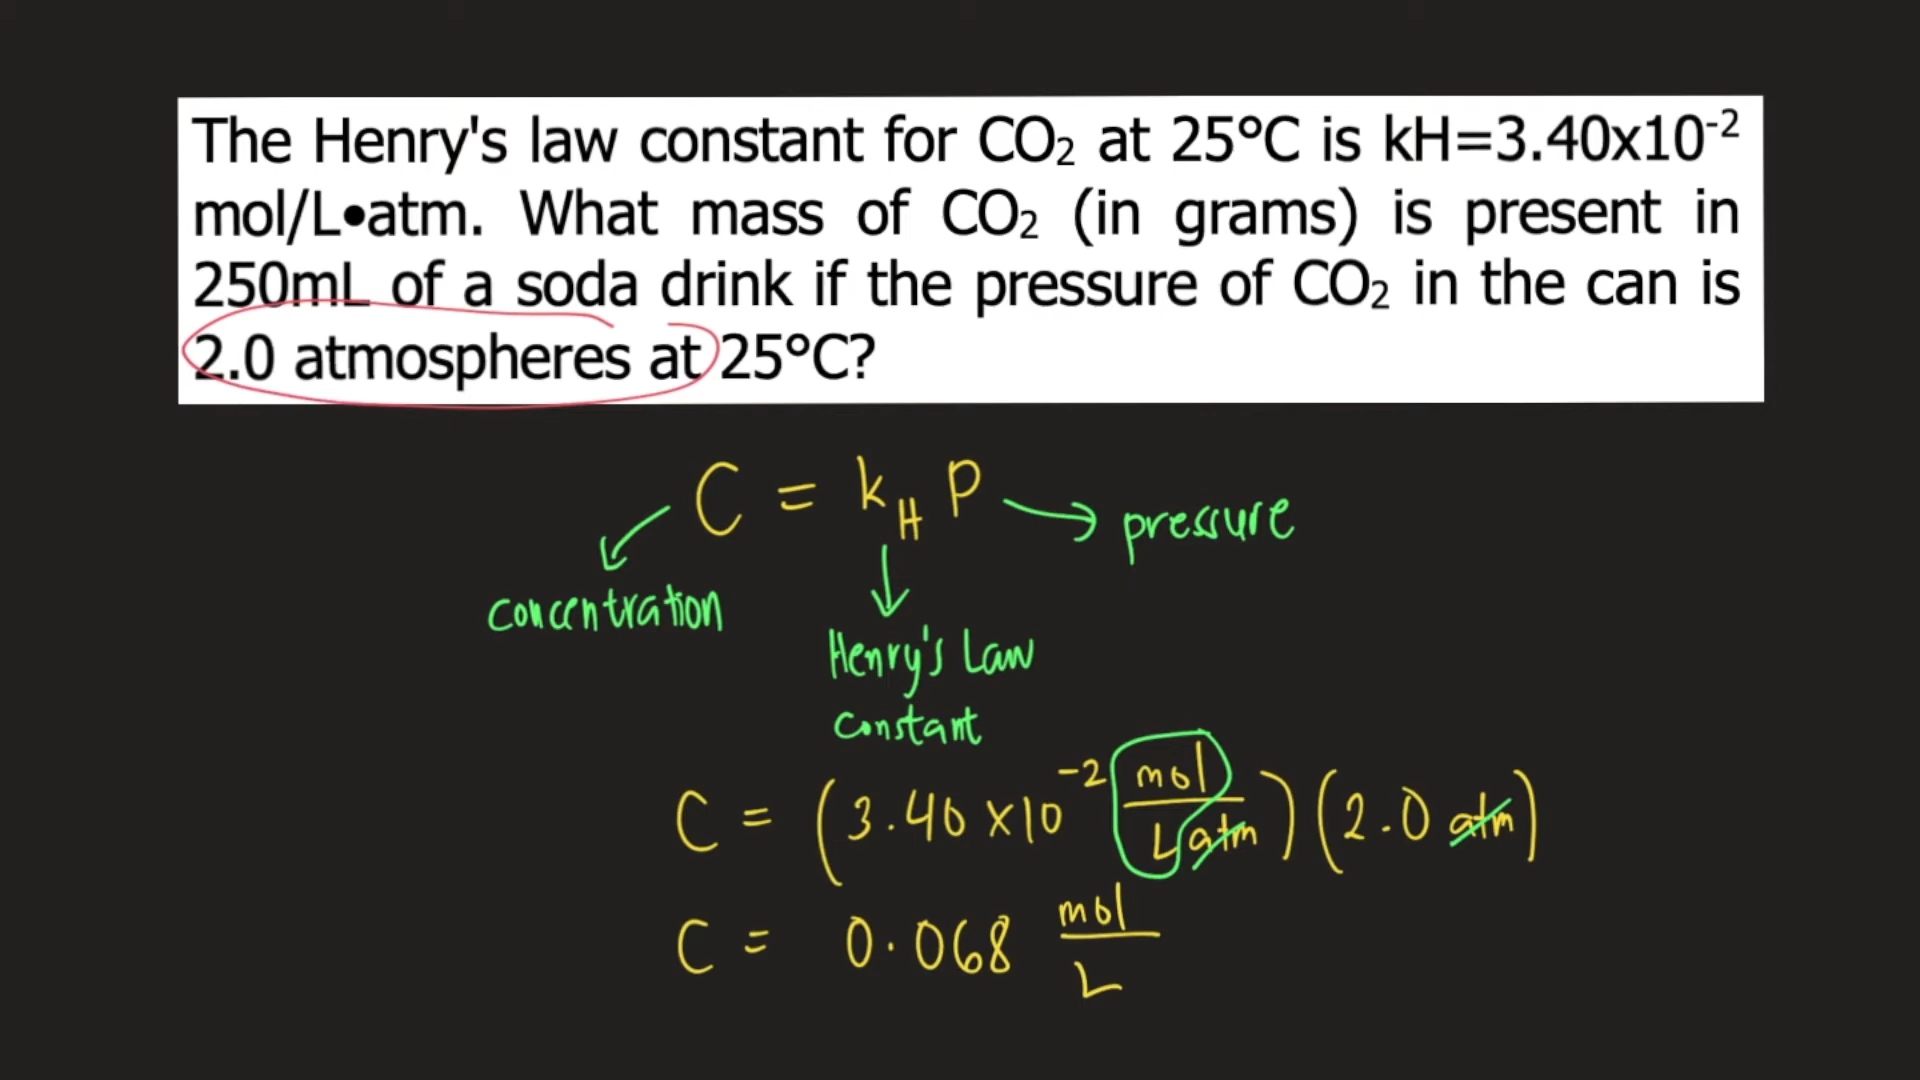 The Henry's law constant for CO₂ at 25°C is kH=3.40x10⁻²
mol/L•atm. What mass of CO₂ (in grams) is present in
250mL of a soda drink if the pressure of CO₂ in the can is
2.0 atmospheres at 25°C?
C = k_H P
pressure
concentration
Henry's Law
constant
C = (3.40 x10⁻² mol/L atm) (2.0 atm)
C = 0.068 mol/L